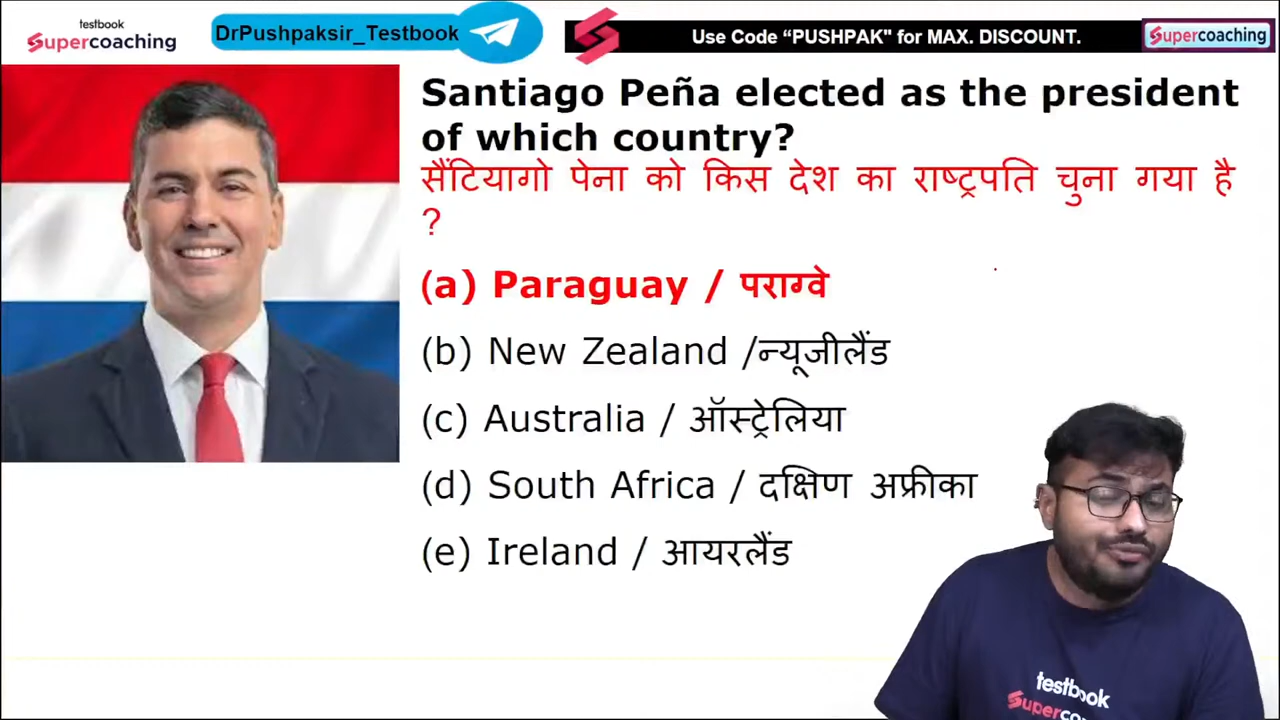 testbook
Supercoaching
DrPushpaksir_Testbook
Use Code “PUSHPAK" for MAX. DISCOUNT.
Supercoaching
Santiago Peña elected as the president
of which country?
सैंटियागो पेना को किस देश का राष्ट्रपति चुना गया है
?
(a) Paraguay / पराग्वे
(b) New Zealand /न्यूजीलैंड
(c) Australia / ऑस्ट्रेलिया
(d) South Africa / दक्षिण अफ्रीका
(e) Ireland / आयरलैंड
testbook
Supercoa